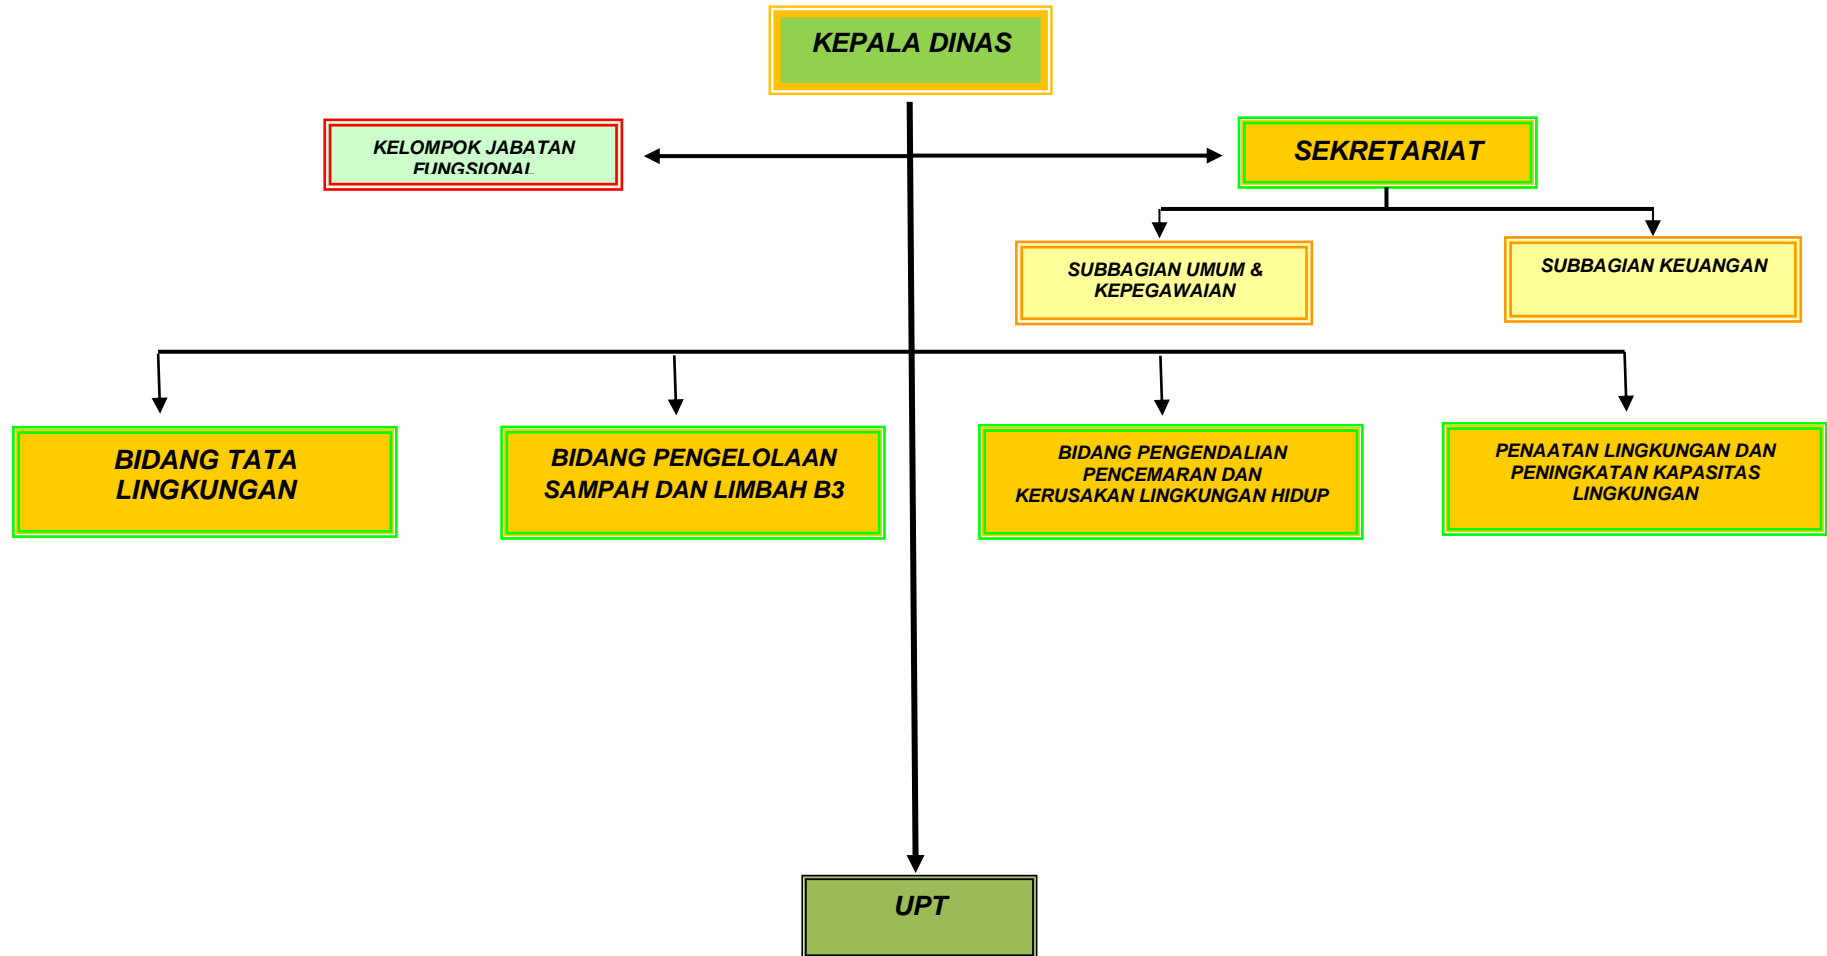 KEPALA DINAS
KELOMPOK JABATAN
FUNGSIONAL
SEKRETARIAT
SUBBAGIAN UMUM &
KEPEGAWAIAN
SUBBAGIAN KEUANGAN
BIDANG TATA
LINGKUNGAN
BIDANG PENGELOLAAN
SAMPAH DAN LIMBAH B3
BIDANG PENGENDALIAN
PENCEMARAN DAN
KERUSAKAN LINGKUNGAN HIDUP
PENAATAN LINGKUNGAN DAN
PENINGKATAN KAPASITAS
LINGKUNGAN
UPT